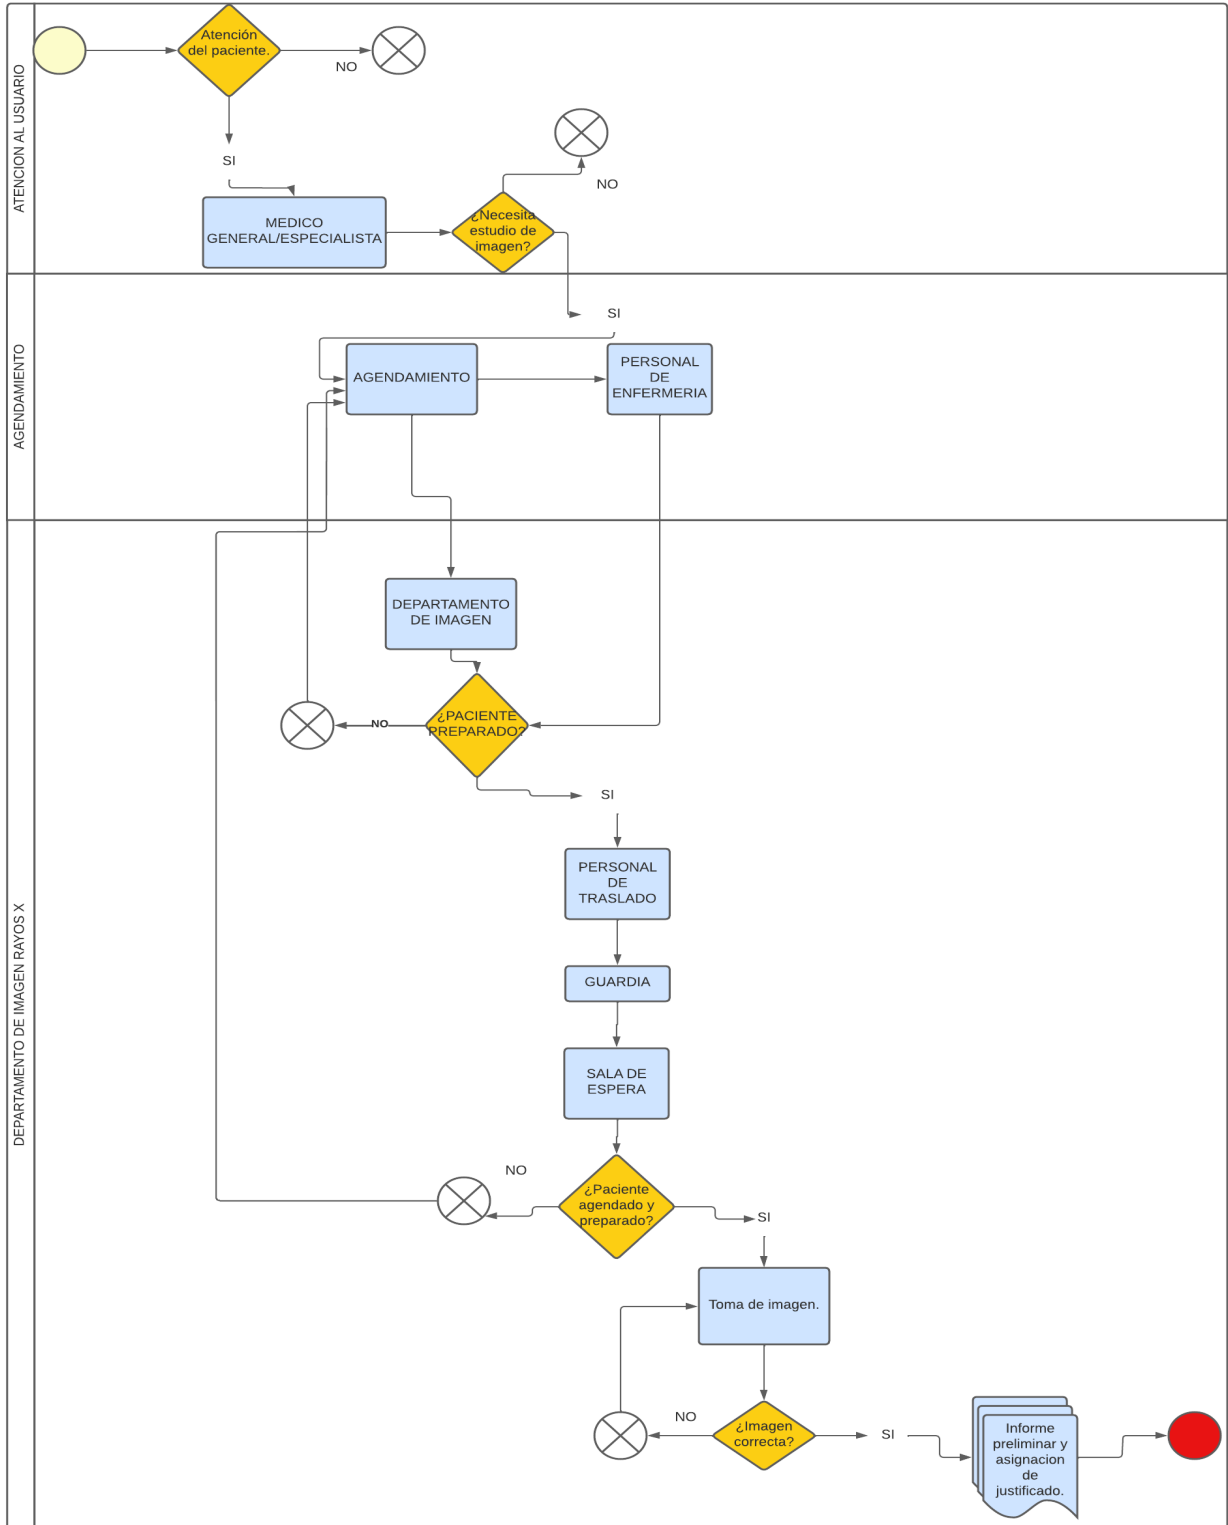 ATENCION AL USUARIO
Atención
del paciente.
NO
SI
MEDICO
GENERAL/ESPECIALISTA
¿Necesita
estudio de
imagen?
NO
AGENDAMIENTO
SI
AGENDAMIENTO
PERSONAL
DE
ENFERMERIA
DEPARTAMENTO DE IMAGEN RAYOS X
DEPARTAMENTO
DE IMAGEN
¿PACIENTE
PREPARADO?
NO
SI
PERSONAL
DE
TRASLADO
GUARDIA
SALA DE
ESPERA
¿Paciente
agendado y
preparado?
NO
SI
Toma de imagen.
¿Imagen
correcta?
NO
SI
Informe
preliminar y
asignacion
de
justificado.